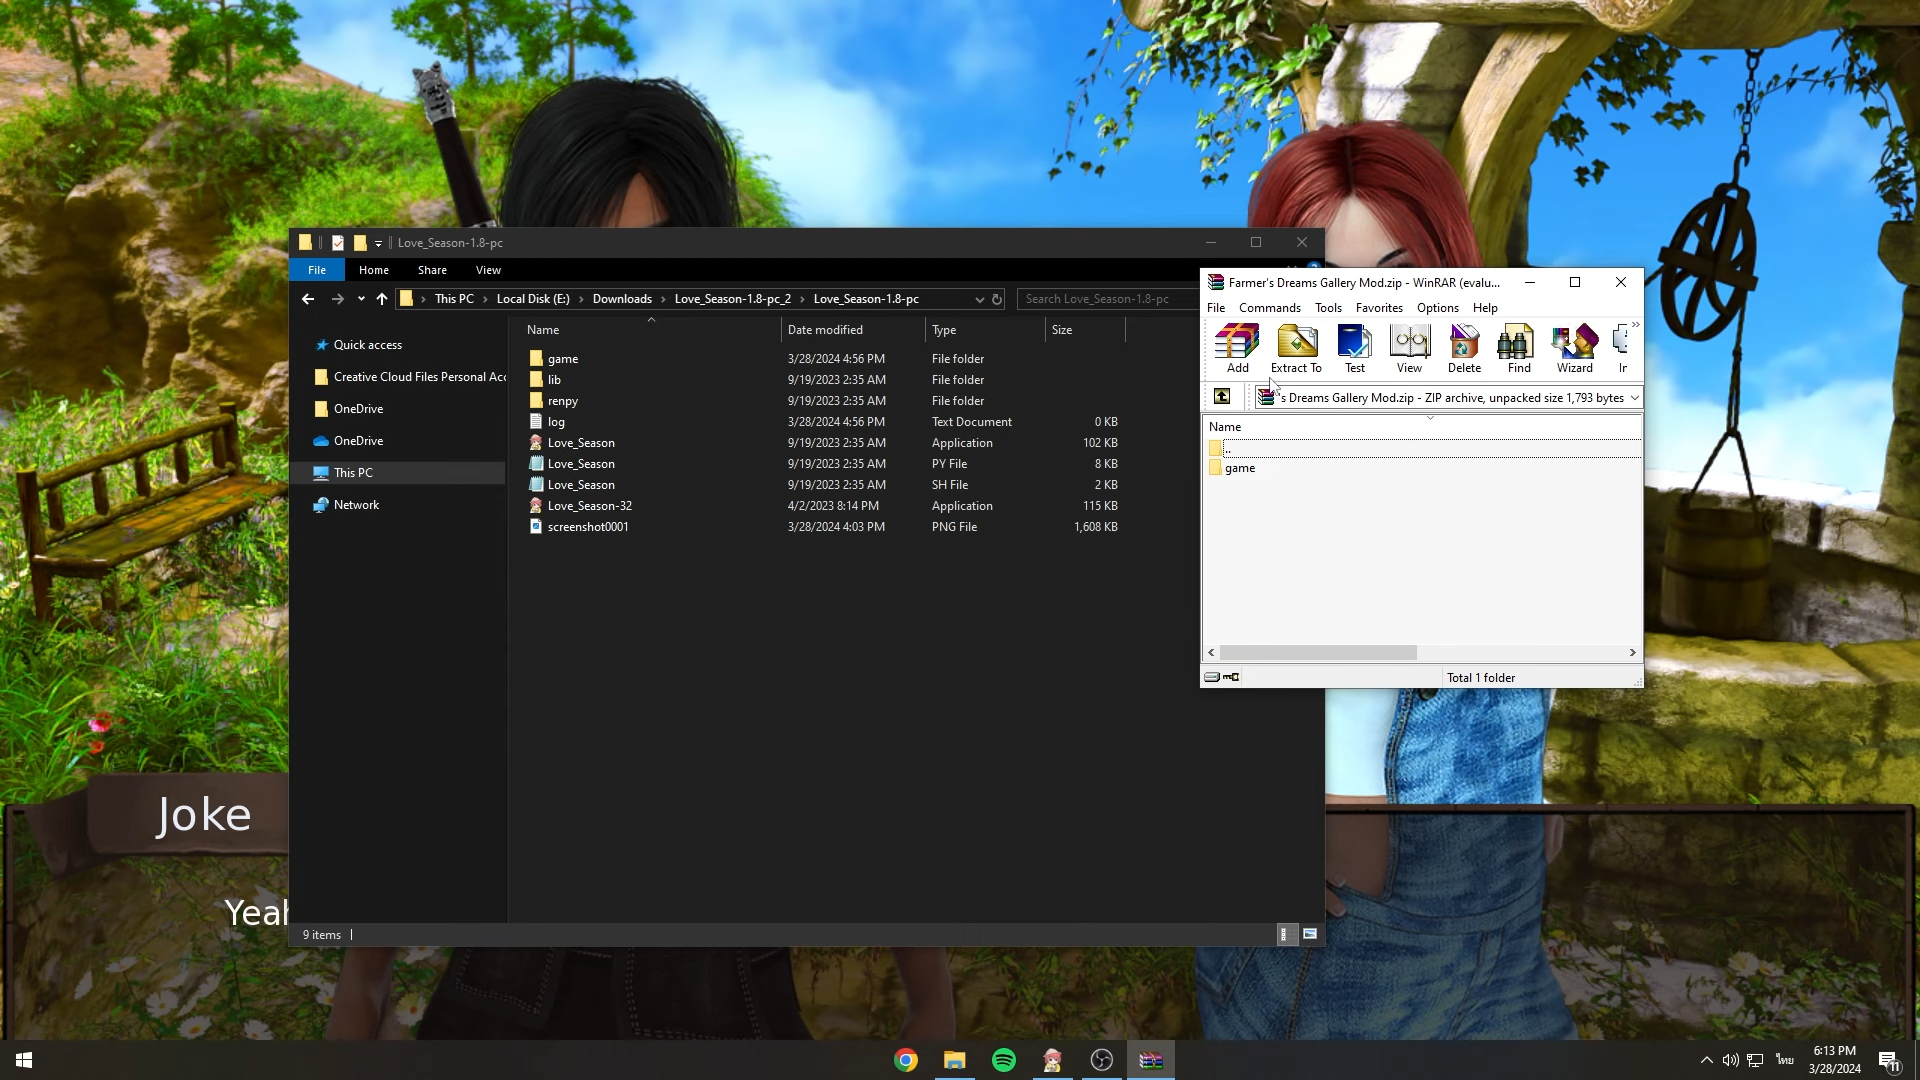 Love_Season-1.8-pc
File Home Share View
This PC Local Disk (E:) Downloads Love_Season-1.8-pc_2 Love_Season-1.8-pc
Search Love_Season-1.8-pc
Quick access
Creative Cloud Files Personal Acc
OneDrive
OneDrive
This PC
Network
Name Date modified Type Size
game 3/28/2024 4:56 PM File folder
lib 9/19/2023 2:35 AM File folder
renpy 9/19/2023 2:35 AM File folder
log 3/28/2024 4:56 PM Text Document 0 KB
Love_Season 9/19/2023 2:35 AM Application 102 KB
Love_Season 9/19/2023 2:35 AM PY File 8 KB
Love_Season 9/19/2023 2:35 AM SH File 2 KB
Love_Season-32 4/2/2023 8:14 PM Application 115 KB
screenshot0001 3/28/2024 4:03 PM PNG File 1,608 KB
9 items
Farmer's Dreams Gallery Mod.zip - WinRAR (evalu...
File Commands Tools Favorites Options Help
Add Extract To Test View Delete Find Wizard In
's Dreams Gallery Mod.zip - ZIP archive, unpacked size 1,793 bytes
Name
..
game
Total 1 folder
Joke
Yeah
ไทย
6:13 PM
3/28/2024
11